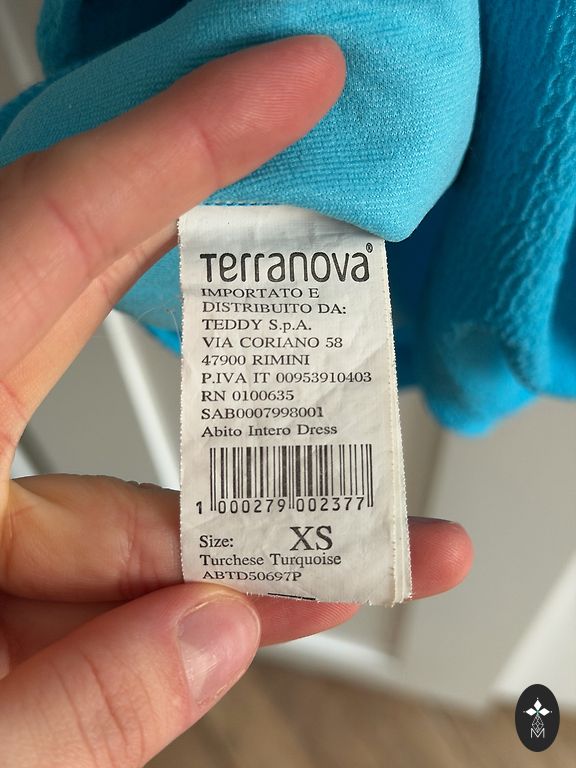 Terranova®
IMPORTATO E
DISTRIBUITO DA:
TEDDY S.p.A.
VIA CORIANO 58
47900 RIMINI
P.IVA IT 00953910403
RN 0100635
SAB0007998001
Abito Intero Dress
1 000279 002377
Size: XS
Turchese Turquoise
ABTD50697P
M